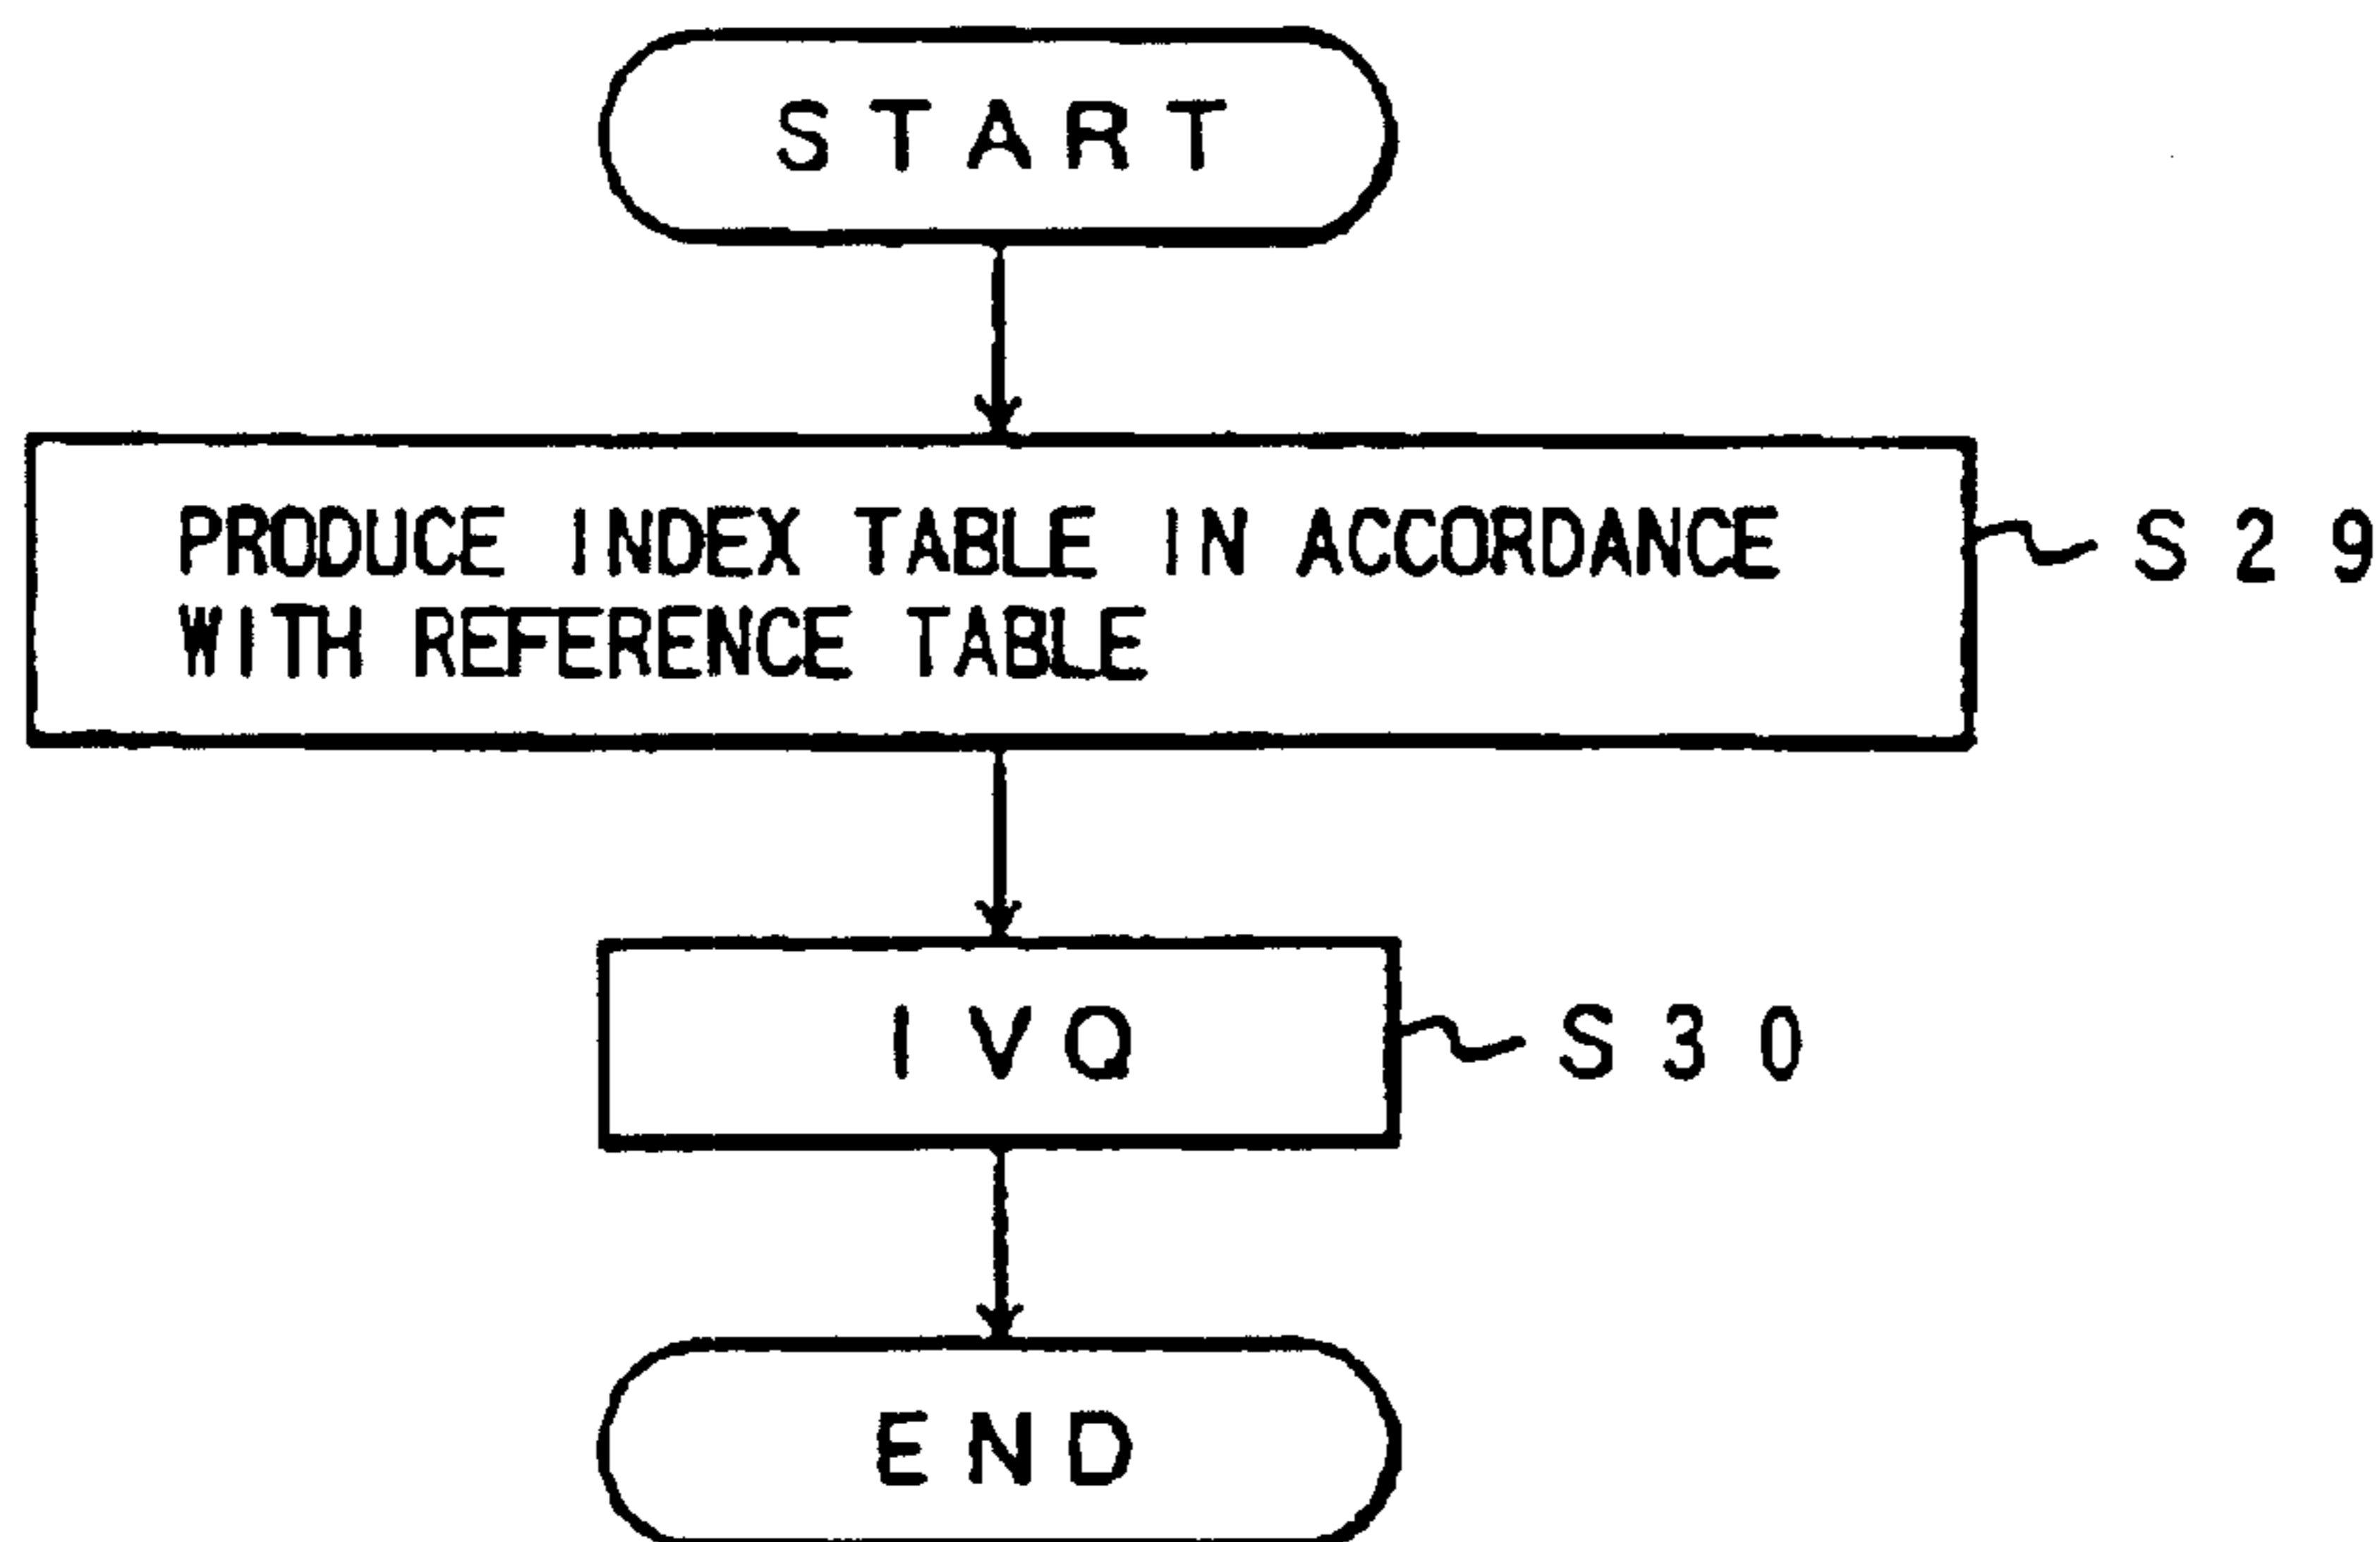 START
PRODUCE INDEX TABLE IN ACCORDANCE
WITH REFERENCE TABLE
S29
IVQ
S30
END